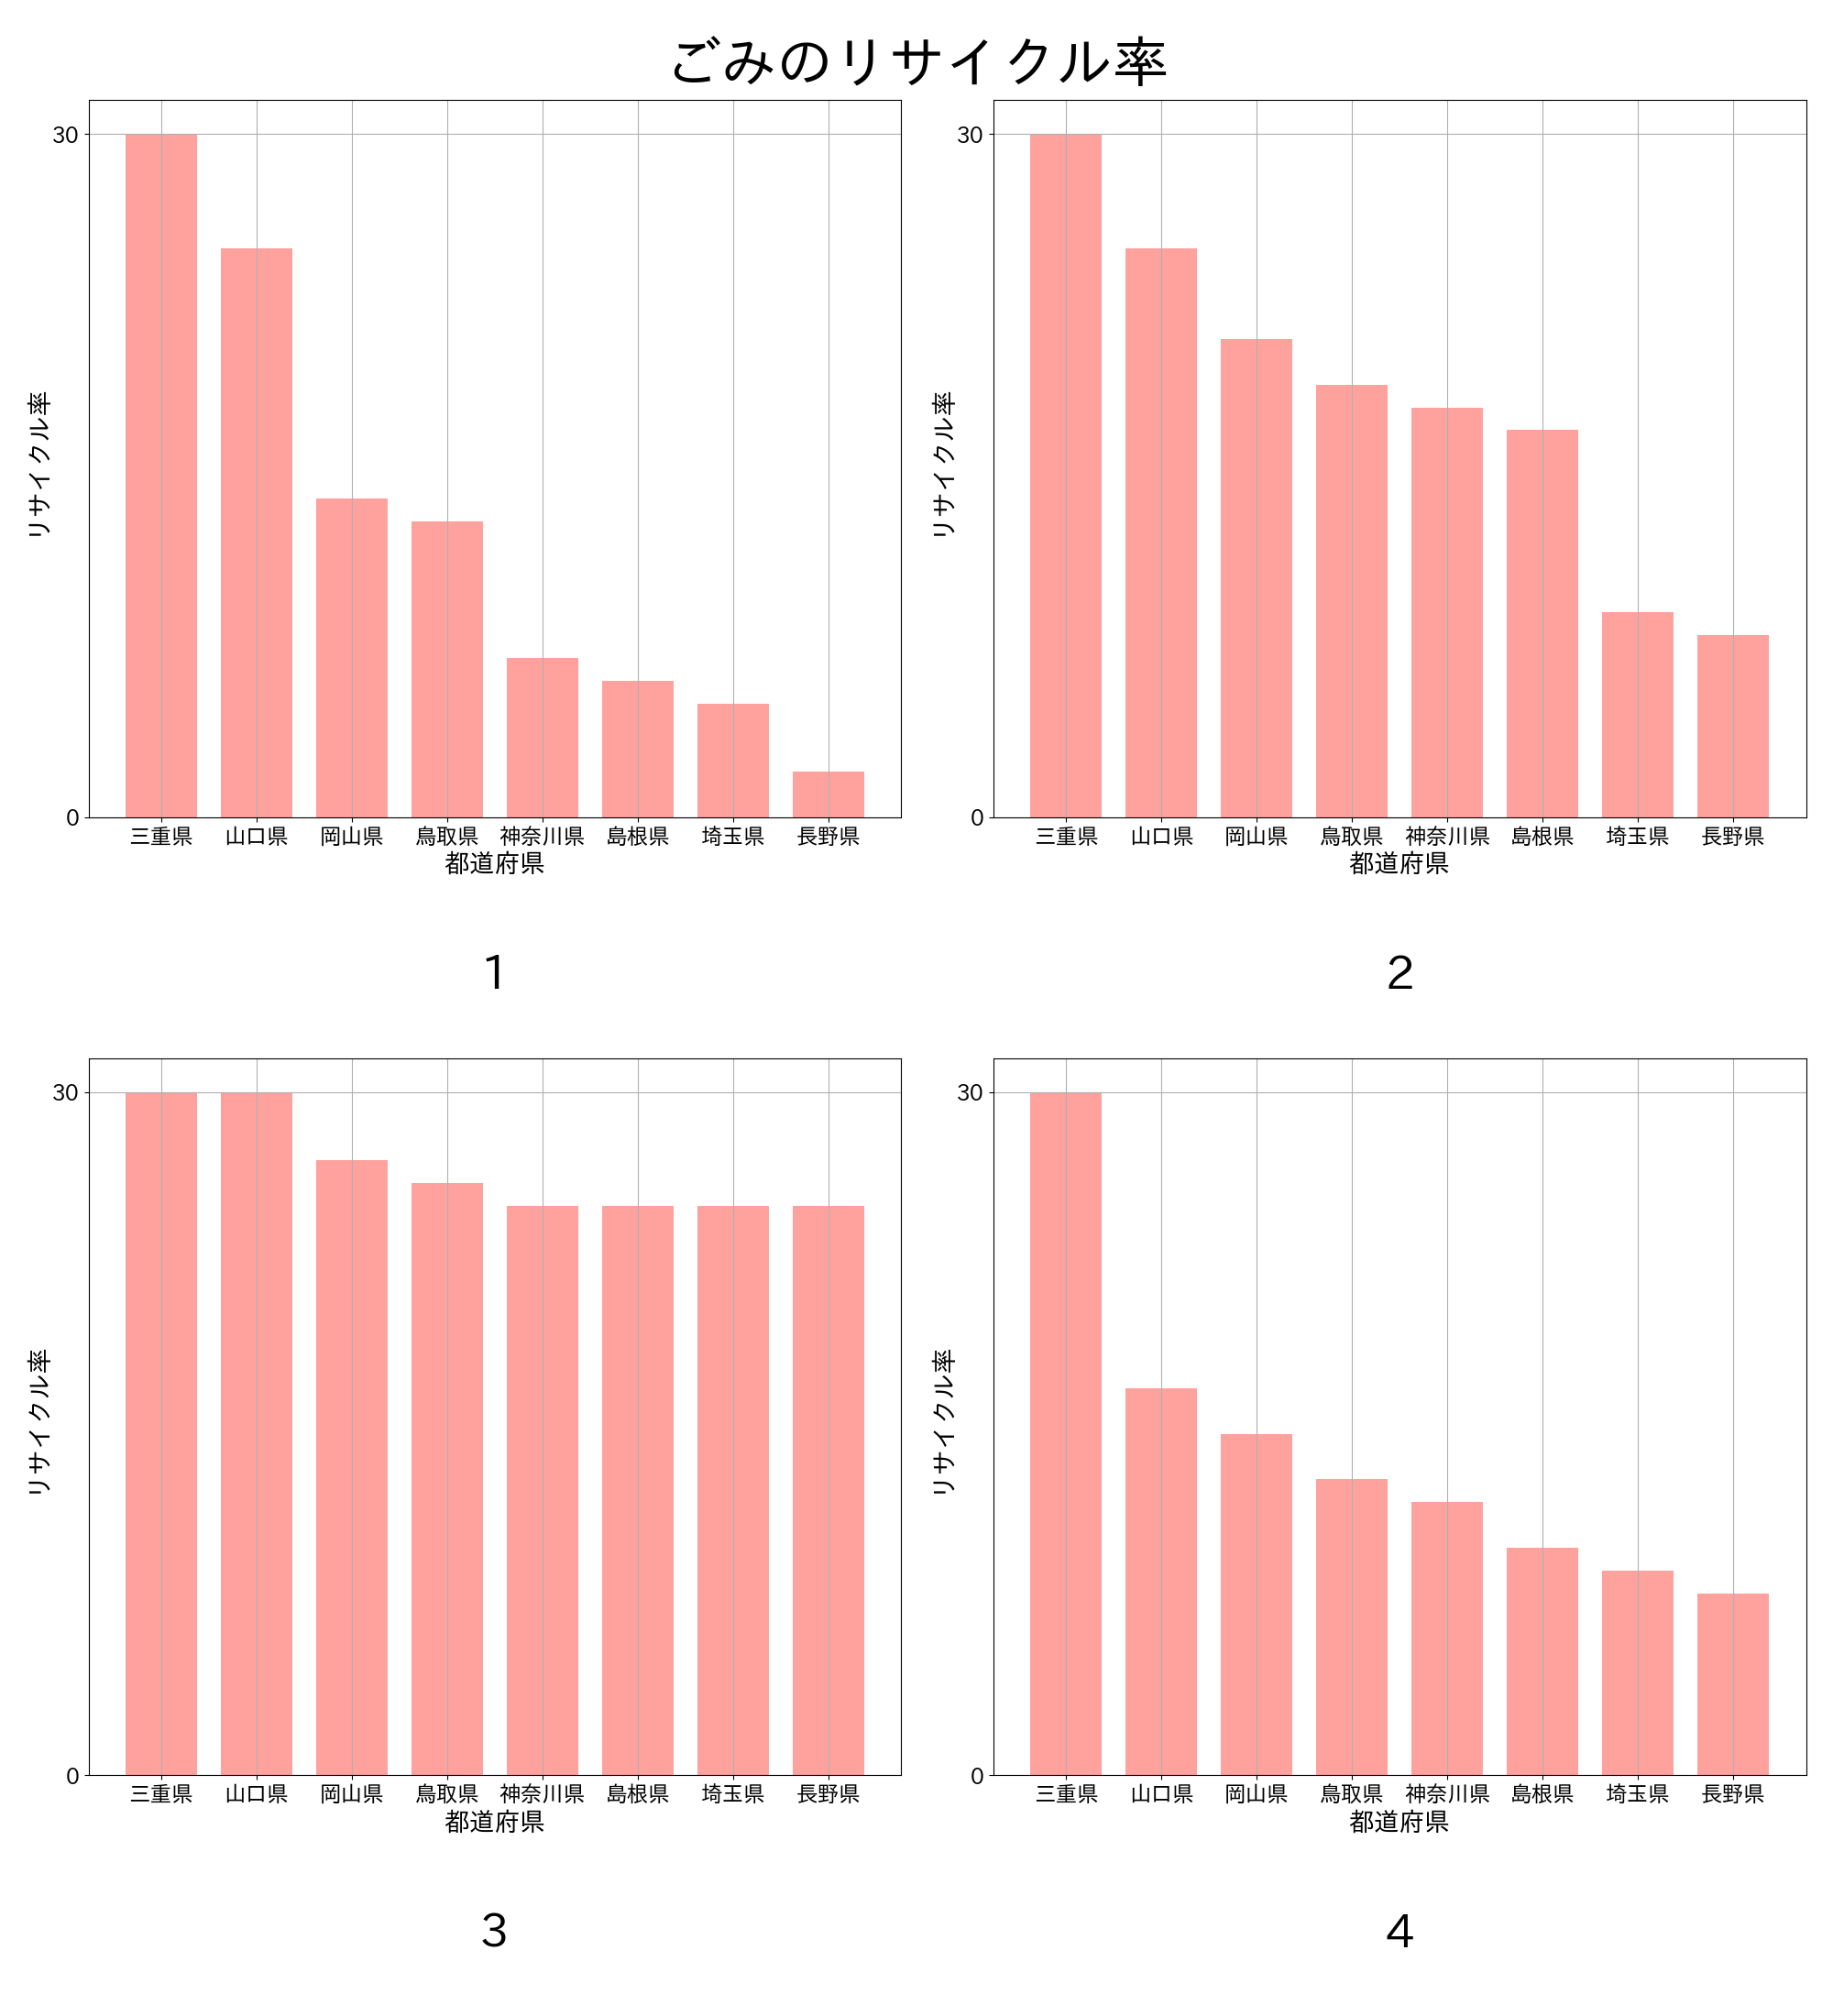 ごみのリサイクル率
30
0
リサイクル率
三重県 山口県 岡山県 鳥取県 神奈川県 島根県 埼玉県 長野県
都道府県
1
30
0
リサイクル率
三重県 山口県 岡山県 鳥取県 神奈川県 島根県 埼玉県 長野県
都道府県
2
30
0
リサイクル率
三重県 山口県 岡山県 鳥取県 神奈川県 島根県 埼玉県 長野県
都道府県
3
30
0
リサイクル率
三重県 山口県 岡山県 鳥取県 神奈川県 島根県 埼玉県 長野県
都道府県
4